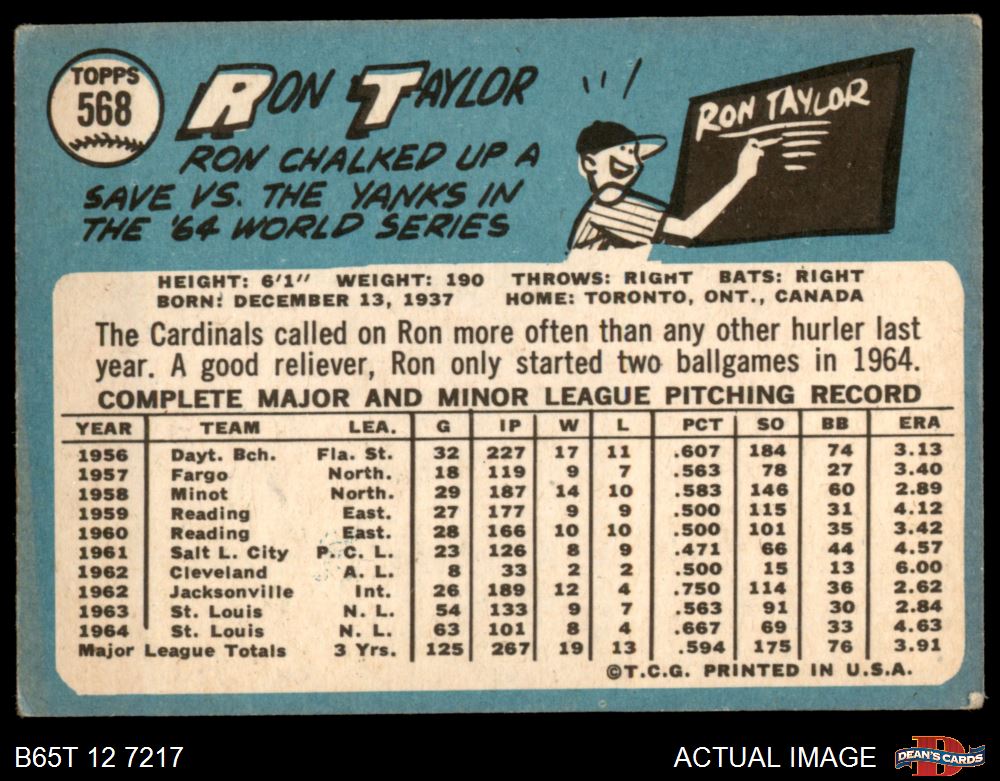 TOPPS
568
RON TAYLOR
RON CHALKED UP A
SAVE VS. THE YANKS IN
THE '64 WORLD SERIES
RON TAYLOR
HEIGHT: 6'1" WEIGHT: 190 THROWS: RIGHT BATS: RIGHT
BORN: DECEMBER 13, 1937 HOME: TORONTO, ONT., CANADA
The Cardinals called on Ron more often than any other hurler last
year. A good reliever, Ron only started two ballgames in 1964.
COMPLETE MAJOR AND MINOR LEAGUE PITCHING RECORD
YEAR TEAM LEA. G IP W L PCT SO BB ERA
1956 Dayt. Bch. Fla. St. 32 227 17 11 .607 184 74 3.13
1957 Fargo North. 18 119 9 7 .563 78 27 3.40
1958 Minot North. 29 187 14 10 .583 146 60 2.89
1959 Reading East. 27 177 9 9 .500 115 31 4.12
1960 Reading East. 28 166 10 10 .500 101 35 3.42
1961 Salt L. City P. C. L. 23 126 8 9 .471 66 44 4.57
1962 Cleveland A. L. 8 33 2 2 .500 15 13 6.00
1962 Jacksonville Int. 26 189 12 4 .750 114 36 2.62
1963 St. Louis N. L. 54 133 9 7 .563 91 30 2.84
1964 St. Louis N. L. 63 101 8 4 .667 69 33 4.63
Major League Totals 3 Yrs. 125 267 19 13 .594 175 76 3.91
©T.C.G. PRINTED IN U.S.A.
B65T 12 7217 ACTUAL IMAGE DEAN'S CARDS